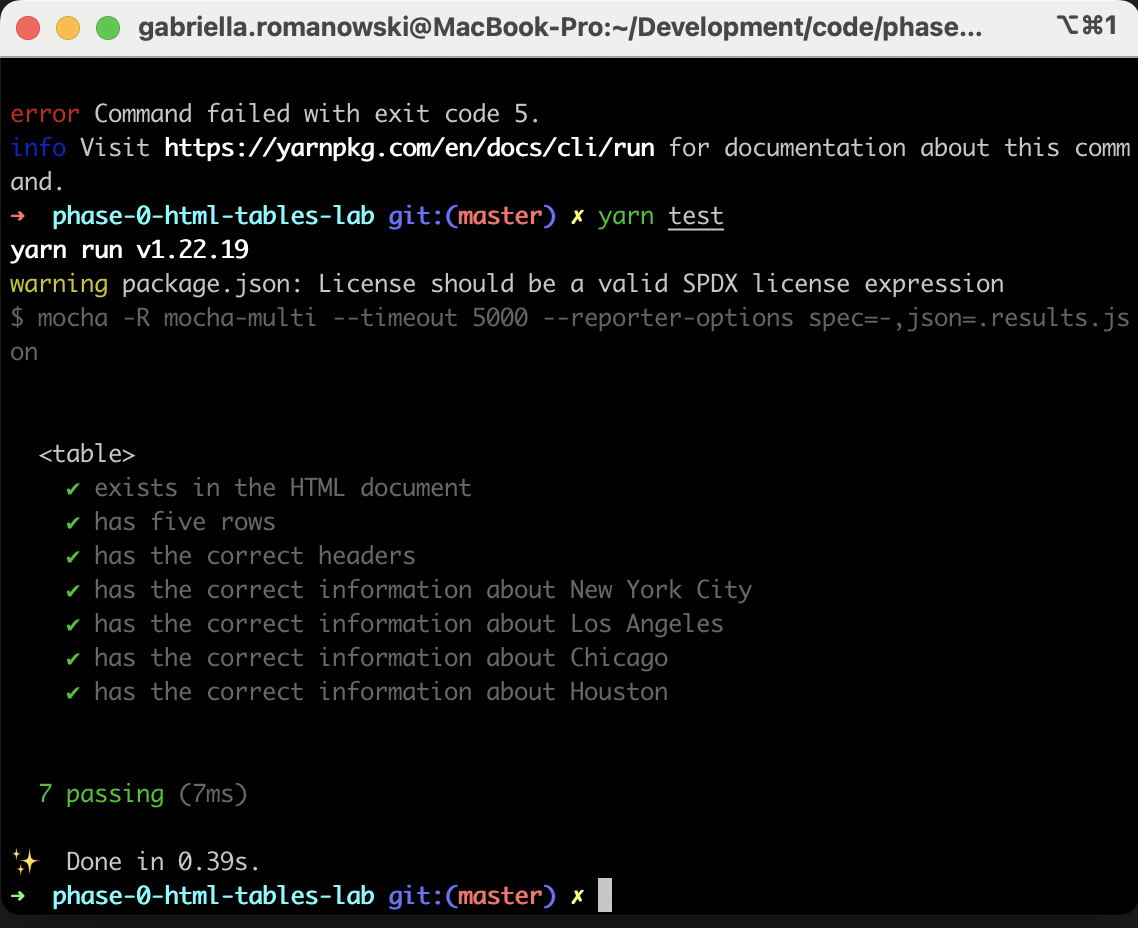 gabriella.romanowski@MacBook-Pro:~/Development/code/phase... ⌥⌘1
error Command failed with exit code 5.
info Visit https://yarnpkg.com/en/docs/cli/run for documentation about this comm
and.
➜  phase-0-html-tables-lab git:(master) ✗ yarn test
yarn run v1.22.19
warning package.json: License should be a valid SPDX license expression
$ mocha -R mocha-multi --timeout 5000 --reporter-options spec=-,json=.results.js
on
<table>
✔ exists in the HTML document
✔ has five rows
✔ has the correct headers
✔ has the correct information about New York City
✔ has the correct information about Los Angeles
✔ has the correct information about Chicago
✔ has the correct information about Houston
7 passing (7ms)
✨  Done in 0.39s.
➜  phase-0-html-tables-lab git:(master) ✗